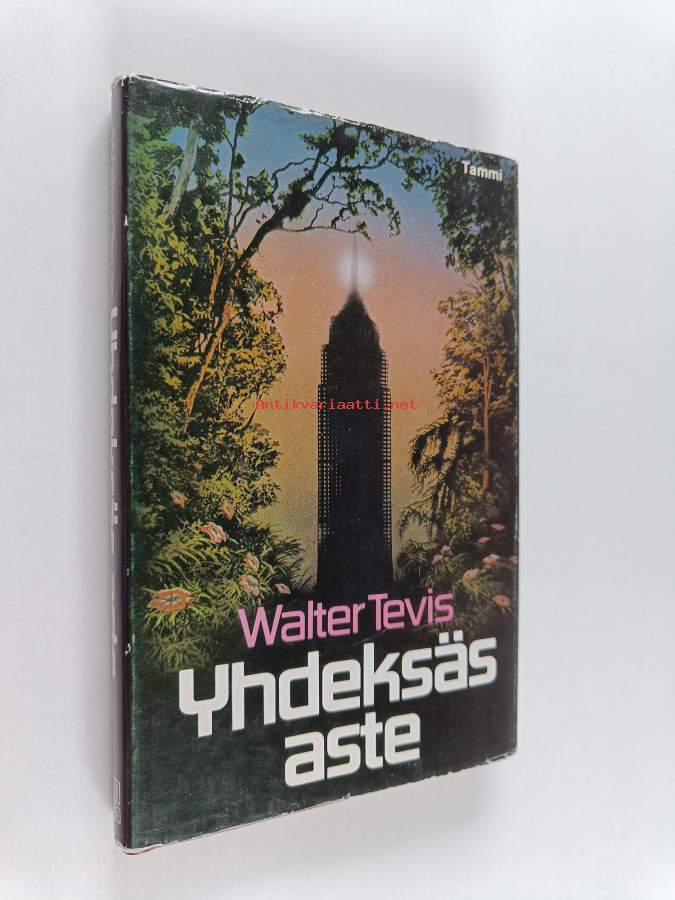 Tammi
Antikvariaatti.net
Walter Tevis
Yhdeksäs
aste